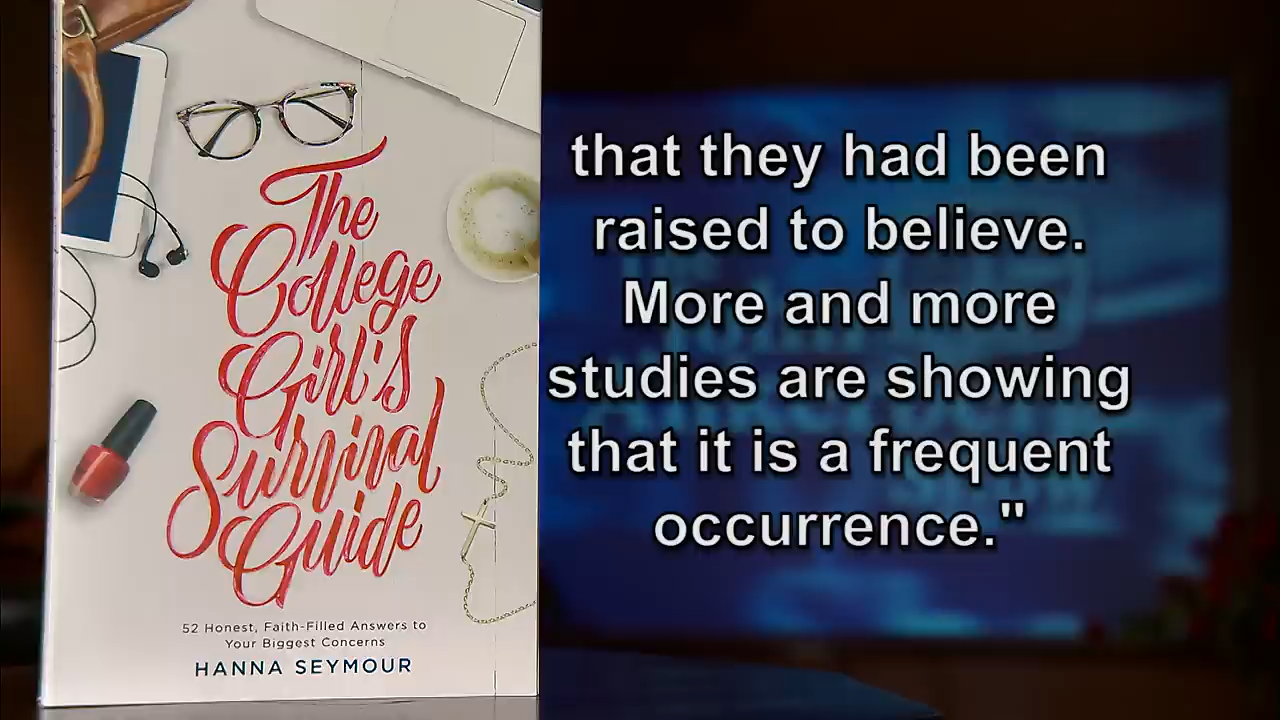 The
College
Girl's
Survival
Guide
52 Honest, Faith-Filled Answers to
Your Biggest Concerns
HANNA SEYMOUR
that they had been
raised to believe.
More and more
studies are showing
that it is a frequent
occurrence."